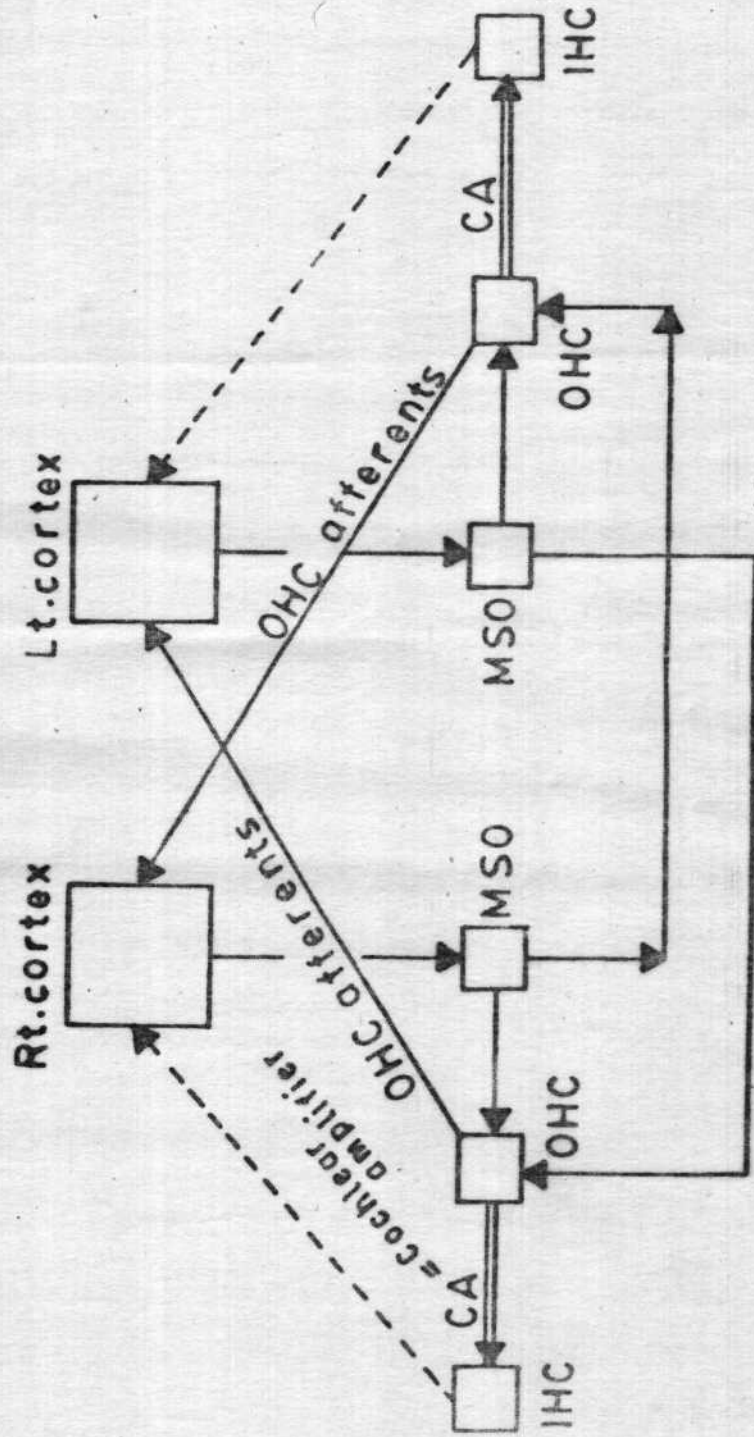 Rt.cortex
Lt.cortex
= Cochlear
amplifier
OHC afferents
OHC afferents
CA
CA
MSO
MSO
OHC
OHC
IHC
IHC